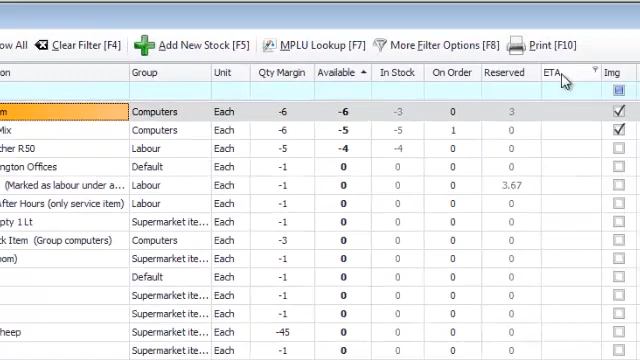 ow All Clear Filter [F4] Add New Stock [F5] MPLU Lookup [F7] More Filter Options [F8] Print [F10]
on Group Unit Qty Margin Available In Stock On Order Reserved ETA Img
m Computers Each -6 -6 -3 0 3
Mix Computers Each -6 -5 -5 1 0
ther R50 Labour Each -5 -4 -4 0 0
ington Offices Default Each -1 0 0 0 0
(Marked as labour under a... Labour Each -1 0 0 0 3.67
After Hours (only service item) Labour Each -1 0 0 0 0
pty 1 Lt Supermarket ite... Each -1 0 0 0 0
ck Item (Group computers) Computers Each -3 0 0 0 0
oom) Supermarket ite... Each -1 0 0 0 0
Default Each -1 0 0 0 0
Supermarket ite... Each -1 0 0 0 0
Supermarket ite... Each -1 0 0 0 0
heep Supermarket ite... Each -45 0 0 0 0
Supermarket ite... Each -1 0 0 0 0